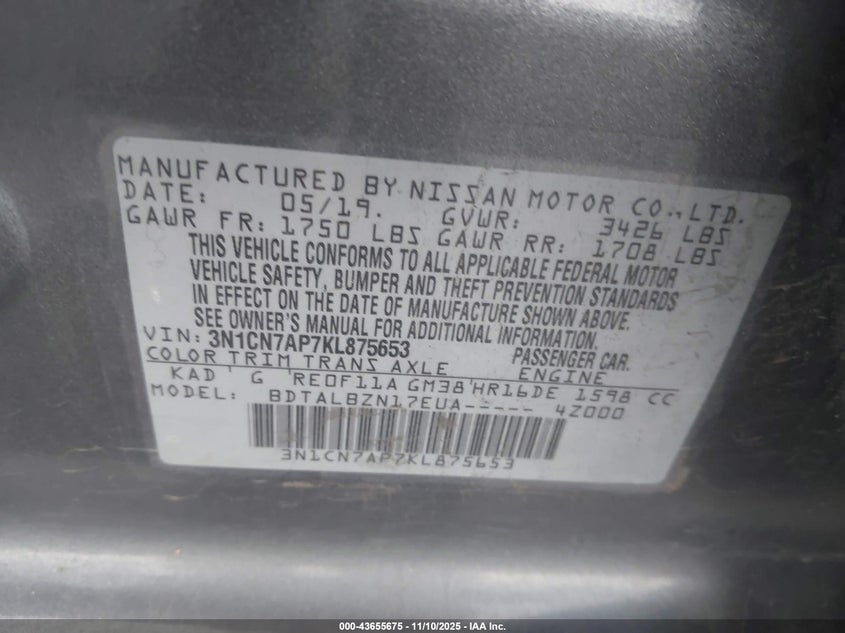 MANUFACTURED BY NISSAN MOTOR CO.,LTD.
DATE: 05/19. GVWR: 3426 LBS
GAWR FR: 1750 LBS GAWR RR: 1708 LBS
THIS VEHICLE CONFORMS TO ALL APPLICABLE FEDERAL MOTOR
VEHICLE SAFETY, BUMPER AND THEFT PREVENTION STANDARDS
IN EFFECT ON THE DATE OF MANUFACTURE SHOWN ABOVE.
SEE OWNER'S MANUAL FOR ADDITIONAL INFORMATION.
VIN: 3N1CN7AP7KL875653 PASSENGER CAR.
COLOR TRIM TRANS AXLE ENGINE
KAD ' G 'RE0F11A GM38'HR16DE 1598 CC
MODEL: BDTALBZN17EUA----- 4Z000
3N1CN7AP7KL875653
000-43655675 - 11/10/2025 - IAA Inc.